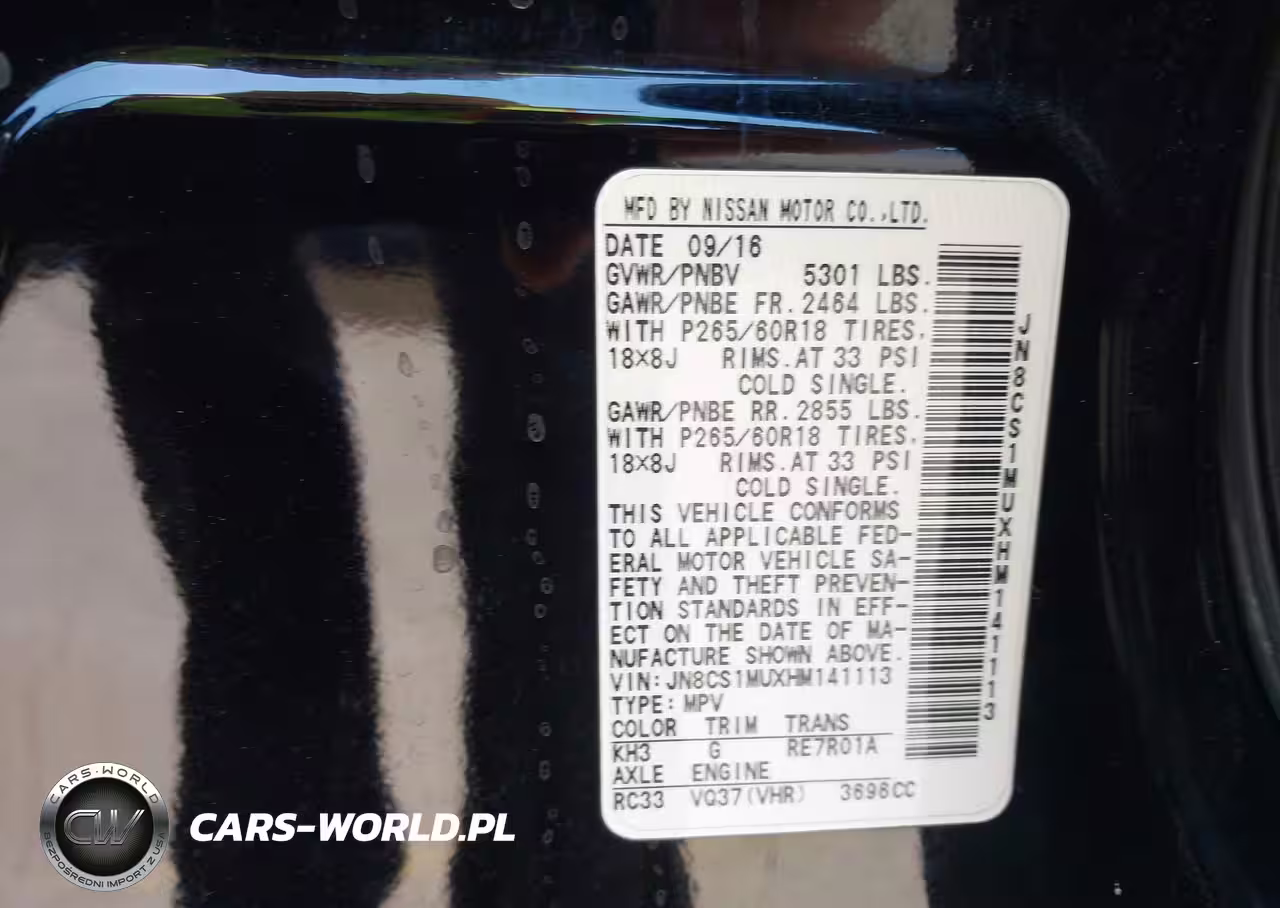 MFD BY NISSAN MOTOR CO.,LTD.
DATE 09/16
GVWR/PNBV 5301 LBS.
GAWR/PNBE FR. 2464 LBS.
WITH P265/60R18 TIRES.
18×8J RIMS.AT 33 PSI
COLD SINGLE.
GAWR/PNBE RR. 2855 LBS.
WITH P265/60R18 TIRES.
18×8J RIMS.AT 33 PSI
COLD SINGLE.
THIS VEHICLE CONFORMS
TO ALL APPLICABLE FED-
ERAL MOTOR VEHICLE SA-
FETY AND THEFT PREVEN-
TION STANDARDS IN EFF-
ECT ON THE DATE OF MA-
NUFACTURE SHOWN ABOVE.
VIN:JN8CS1MUXHM141113
TYPE:MPV
COLOR TRIM TRANS
KH3 G RE7R01A
AXLE ENGINE
RC33 VQ37(VHR) 3696CC
JN8CS1MUXHM141113
CARS-WORLD
CW
BEZPOŚREDNI IMPORT Z USA
CARS-WORLD.PL